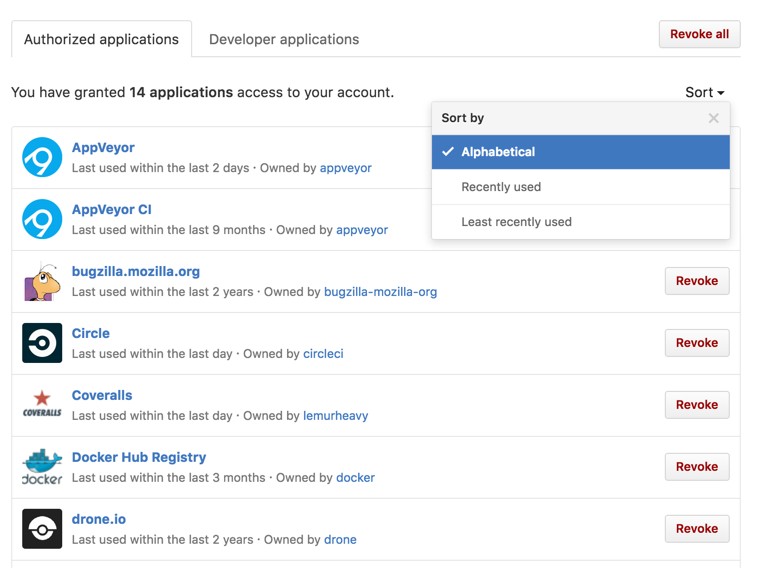 Authorized applications
Developer applications
Revoke all
You have granted 14 applications access to your account.
Sort
Sort by
Alphabetical
Recently used
Least recently used
AppVeyor
Last used within the last 2 days · Owned by appveyor
AppVeyor CI
Last used within the last 9 months · Owned by appveyor
bugzilla.mozilla.org
Last used within the last 2 years · Owned by bugzilla-mozilla-org
Revoke
Circle
Last used within the last day · Owned by circleci
Revoke
COVERALLS
Coveralls
Last used within the last day · Owned by lemurheavy
Revoke
docker
Docker Hub Registry
Last used within the last 3 months · Owned by docker
Revoke
drone.io
Last used within the last 2 years · Owned by drone
Revoke